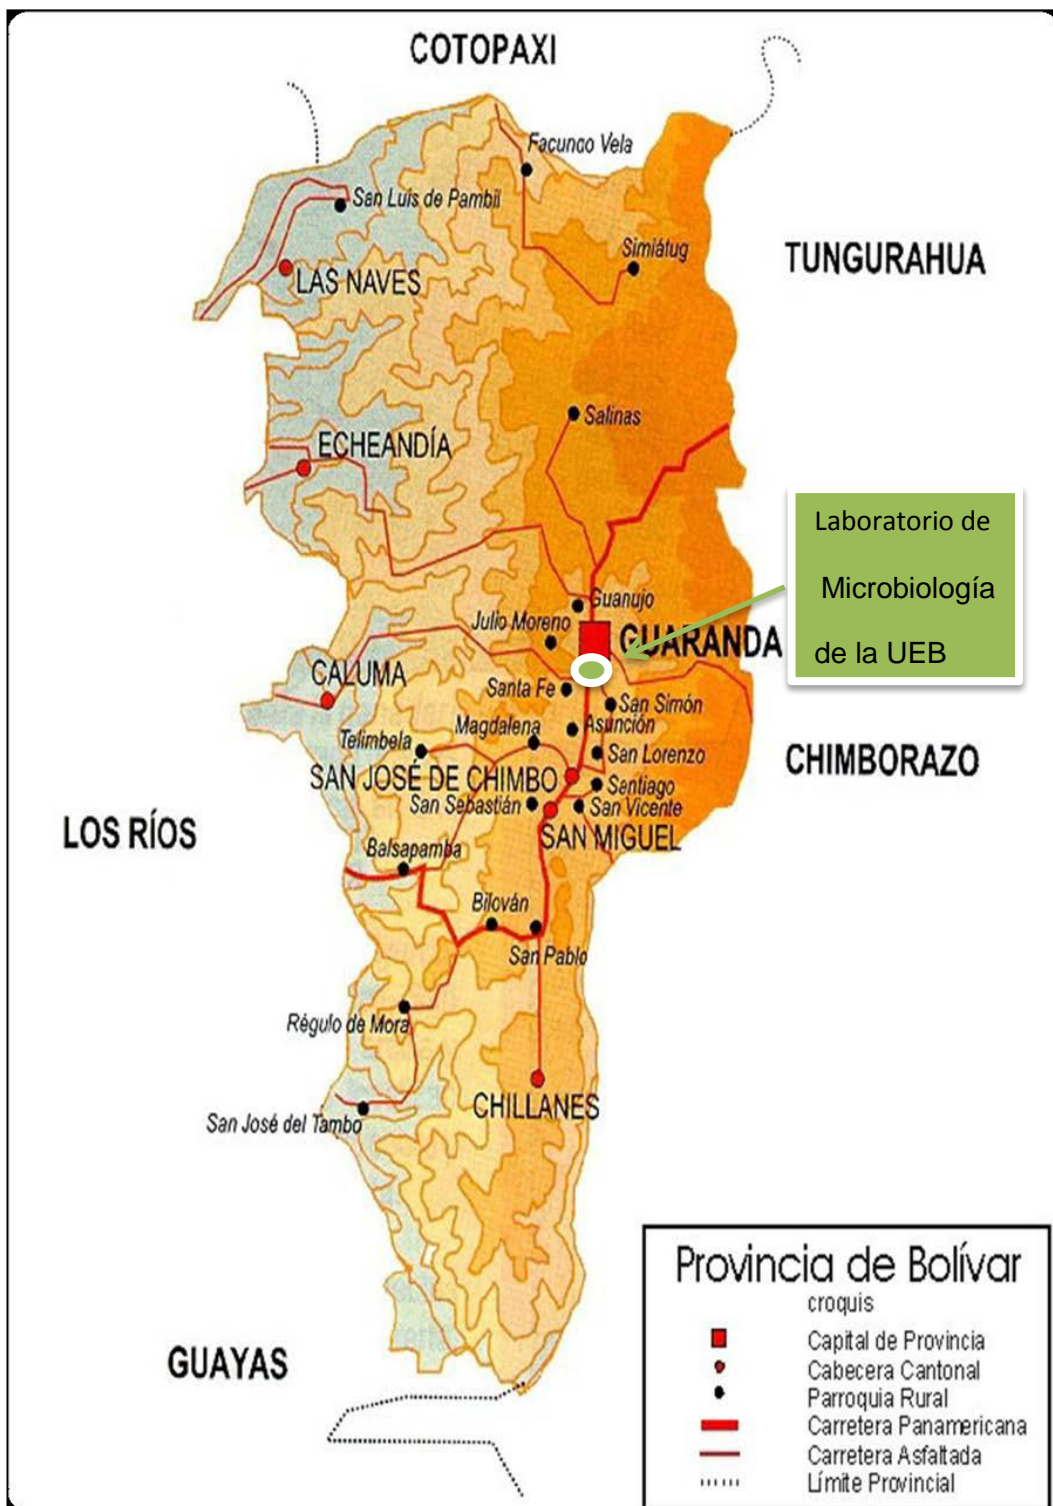 COTOPAXI
Facunoo Vela
San Luis de Pambil
Simiátug
TUNGURAHUA
LAS NAVES
Salinas
ECHEANDÍA
Laboratorio de
Microbiología
de la UEB
Guanujo
Julio Moreno
GUARANDA
CALUMA
Santa Fe
San Simón
Magdalena
Asunción
Telimbela
San Lorenzo
CHIMBORAZO
SAN JOSÉ DE CHIMBO
Santiago
San Sebastián
San Vicente
LOS RÍOS
SAN MIGUEL
Balsapamba
Bilován
San Pablo
Règulo de Mora
CHILLANES
San José del Tambo
GUAYAS
Provincia de Bolívar
croquis
Capital de Provincia
Cabecera Cantonal
Parroquia Rural
Carretera Panamericana
Carretera Asfaltada
Límite Provincial